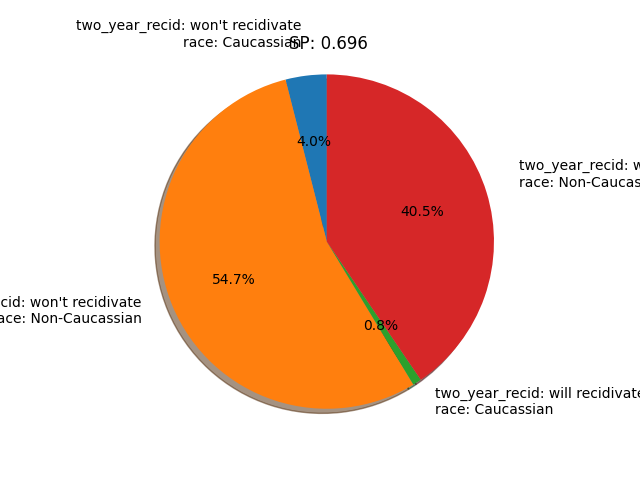 two_year_recid: won't recidivate
race: Caucassian
SP: 0.696
4.0%
two_year_recid: w
race: Non-Caucas
40.5%
54.7%
cid: won't recidivate
ace: Non-Caucassian
0.8%
two_year_recid: will recidivate
race: Caucassian